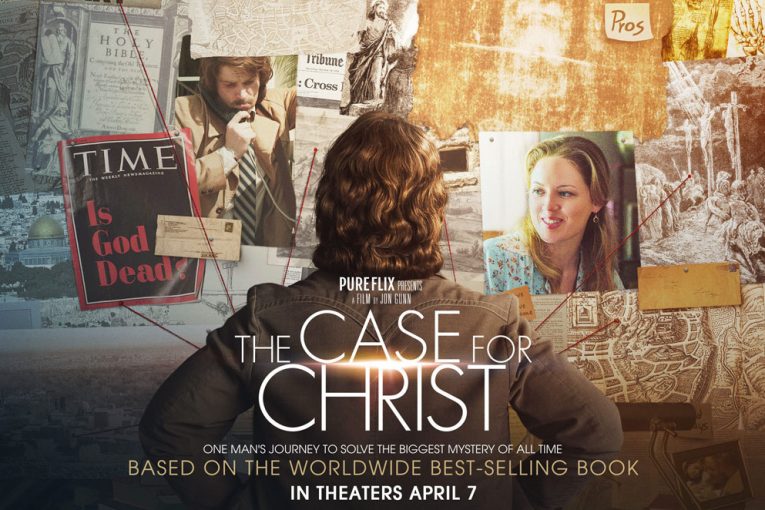 THE
HOLY
BIBLE
TIME
THE WEEKLY NEWSMAGAZINE
Is
God
Dead?
Tribune
Cross
Pros
PUREFLIX PRESENTS
A FILM BY JON GUNN
THE CASE FOR
CHRIST
ONE MAN'S JOURNEY TO SOLVE THE BIGGEST MYSTERY OF ALL TIME
BASED ON THE WORLDWIDE BEST-SELLING BOOK
IN THEATERS APRIL 7